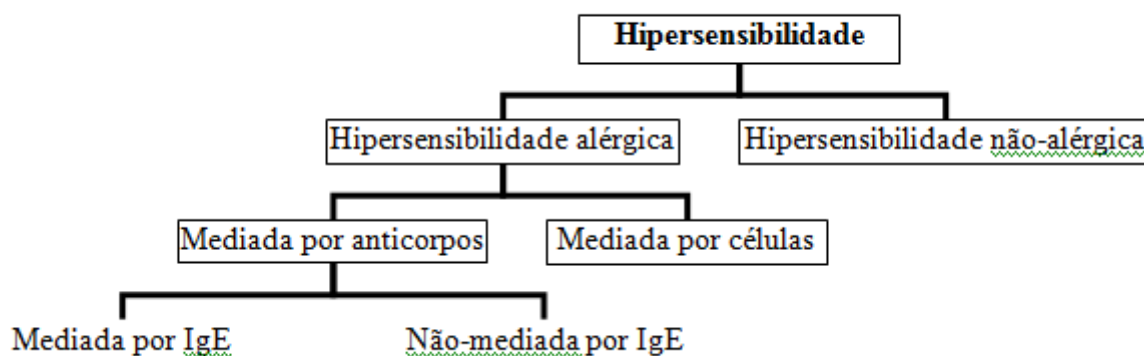 Hipersensibilidade
Hipersensibilidade alérgica
Hipersensibilidade não-alérgica
Mediada por anticorpos
Mediada por células
Mediada por IgE
Não-mediada por IgE